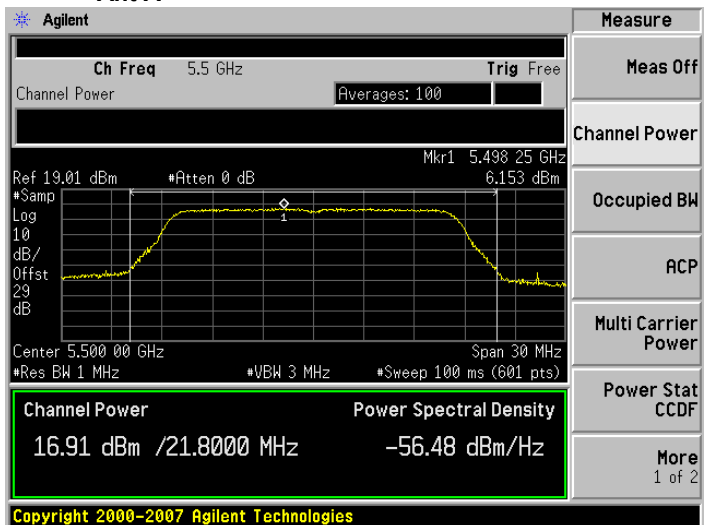 Agilent
Measure
Ch Freq 5.5 GHz Trig Free
Channel Power Averages: 100
Mkr1 5.498 25 GHz
Ref 19.01 dBm #Atten 0 dB 6.153 dBm
#Samp
Log
10
dB/
Offst
29
dB
1
Center 5.500 00 GHz Span 30 MHz
#Res BW 1 MHz #VBW 3 MHz #Sweep 100 ms (601 pts)
Channel Power Power Spectral Density
16.91 dBm /21.8000 MHz -56.48 dBm/Hz
Copyright 2000-2007 Agilent Technologies
Meas Off
Channel Power
Occupied BW
ACP
Multi Carrier
Power
Power Stat
CCDF
More
1 of 2